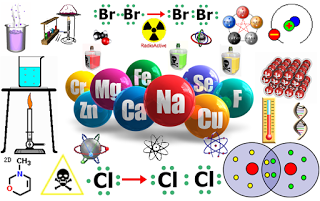 Br Br → Br Br
RadioActive
Cr Mg Fe Se F
Zn Ca Na Cu
2D CH3
N
O
Cl → Cl Cl